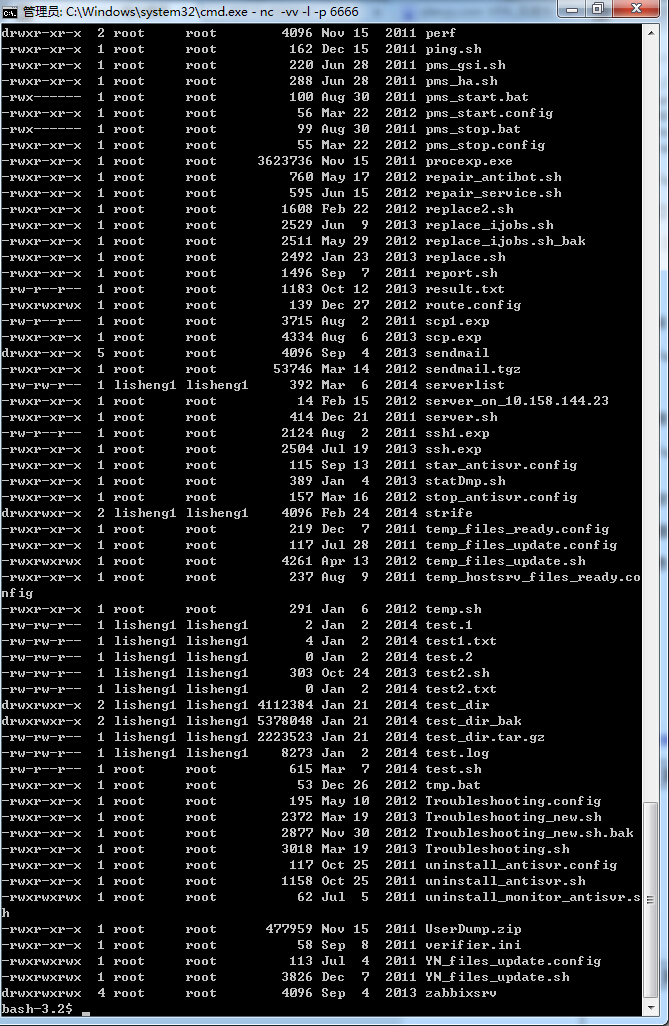 管理员: C:\Windows\system32\cmd.exe - nc -vv -l -p 6666
drwxr-xr-x 2 root root 4096 Nov 15 2011 perf
-rwxr-xr-x 1 root root 162 Dec 15 2011 ping.sh
-rwxr-xr-x 1 root root 220 Jun 28 2011 pms_gsi.sh
-rwxr-xr-x 1 root root 288 Jun 28 2011 pms_ha.sh
-rwx------ 1 root root 100 Aug 30 2011 pms_start.bat
-rwxr-xr-x 1 root root 56 Mar 22 2012 pms_start.config
-rwx------ 1 root root 99 Aug 30 2011 pms_stop.bat
-rwxr-xr-x 1 root root 55 Mar 22 2012 pms_stop.config
-rwxr-xr-x 1 root root 3623736 Nov 15 2011 procexp.exe
-rwxr-xr-x 1 root root 760 May 17 2012 repair_antibot.sh
-rwxr-xr-x 1 root root 595 Jun 15 2012 repair_service.sh
-rwxr-xr-x 1 root root 1608 Feb 22 2012 replace2.sh
-rwxr-xr-x 1 root root 2529 Jun 9 2013 replace_ijobs.sh
-rwxr-xr-x 1 root root 2511 May 29 2012 replace_ijobs.sh_bak
-rwxr-xr-x 1 root root 2492 Jan 23 2013 replace.sh
-rwxr-xr-x 1 root root 1496 Sep 7 2011 report.sh
-rw-r--r-- 1 root root 1183 Oct 12 2013 result.txt
-rwxrwxrwx 1 root root 139 Dec 27 2012 route.config
-rw-r--r-- 1 root root 3715 Aug 2 2011 scp1.exp
-rwxr-xr-x 1 root root 4334 Aug 6 2013 scp.exp
drwxr-xr-x 5 root root 4096 Sep 4 2013 sendmail
-rwxr-xr-x 1 root root 53746 Mar 14 2012 sendmail.tgz
-rw-rw-r-- 1 lisheng1 lisheng1 392 Mar 6 2014 serverlist
-rwxr-xr-x 1 root root 14 Feb 15 2012 server_on_10.158.144.23
-rwxr-xr-x 1 root root 414 Dec 21 2011 server.sh
-rw-r--r-- 1 root root 2124 Aug 2 2011 ssh1.exp
-rwxr-xr-x 1 root root 2504 Jul 19 2013 ssh.exp
-rwxr-xr-x 1 root root 115 Sep 13 2011 star_antisvr.config
-rwxr-xr-x 1 root root 389 Jan 4 2013 statDmp.sh
-rwxr-xr-x 1 root root 157 Mar 16 2012 stop_antisvr.config
drwxrwxr-x 2 lisheng1 lisheng1 4096 Feb 24 2014 strife
-rwxr-xr-x 1 root root 219 Dec 7 2011 temp_files_ready.config
-rwxr-xr-x 1 root root 117 Jul 28 2011 temp_files_update.config
-rwxrwxrwx 1 root root 4261 Apr 13 2012 temp_files_update.sh
-rwxr-xr-x 1 root root 237 Aug 9 2011 temp_hostsrv_files_ready.co
nfig
-rwxr-xr-x 1 root root 291 Jan 6 2012 temp.sh
-rw-rw-r-- 1 lisheng1 lisheng1 2 Jan 2 2014 test.1
-rw-rw-r-- 1 lisheng1 lisheng1 4 Jan 2 2014 test1.txt
-rw-rw-r-- 1 lisheng1 lisheng1 0 Jan 2 2014 test.2
-rwxr-xr-x 1 lisheng1 lisheng1 303 Oct 24 2013 test2.sh
-rw-rw-r-- 1 lisheng1 lisheng1 0 Jan 2 2014 test2.txt
drwxrwxr-x 2 lisheng1 lisheng1 4112384 Jan 21 2014 test_dir
drwxrwxr-x 2 lisheng1 lisheng1 5378048 Jan 21 2014 test_dir_bak
-rw-rw-r-- 1 lisheng1 lisheng1 2223523 Jan 21 2014 test_dir.tar.gz
-rw-rw-r-- 1 lisheng1 lisheng1 8273 Jan 2 2014 test.log
-rw-r--r-- 1 root root 615 Mar 7 2014 test.sh
-rwxr-xr-x 1 root root 53 Dec 26 2012 tmp.bat
-rwxr-xr-x 1 root root 195 May 10 2012 Troubleshooting.config
-rwxr-xr-x 1 root root 2372 Mar 19 2013 Troubleshooting_new.sh
-rwxr-xr-x 1 root root 2877 Nov 30 2012 Troubleshooting_new.sh.bak
-rwxr-xr-x 1 root root 3018 Mar 19 2013 Troubleshooting.sh
-rwxr-xr-x 1 root root 117 Oct 25 2011 uninstall_antisvr.config
-rwxr-xr-x 1 root root 1158 Oct 25 2011 uninstall_antisvr.sh
-rwxrwxrwx 1 root root 62 Jul 5 2011 uninstall_monitor_antisvr.s
h
-rwxr-xr-x 1 root root 477959 Nov 15 2011 UserDump.zip
-rwxr-xr-x 1 root root 58 Sep 8 2011 verifier.ini
-rwxrwxrwx 1 root root 113 Jul 4 2011 YN_files_update.config
-rwxrwxr-x 1 root root 3826 Dec 7 2011 YN_files_update.sh
drwxrwxrwx 4 root root 4096 Sep 4 2013 zabbixsrv
bash-3.2$